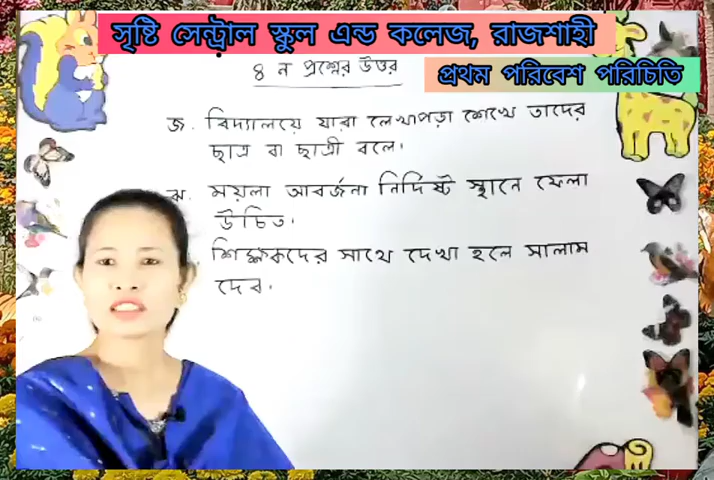 সৃষ্টি সেন্ট্রাল স্কুল এন্ড কলেজ, রাজশাহী
প্রথম পরিবেশ পরিচিতি
৪ ন প্রশ্নের উত্তর
জ. বিদ্যালয়ে যারা লেখাপড়া শেখে তাদের
ছাত্র বা ছাত্রী বলে।
ঝ. ময়লা আবর্জনা নির্দিষ্ট স্থানে ফেলা
উচিত।
শিক্ষকদের সাথে দেখা হলে সালাম
দেব।